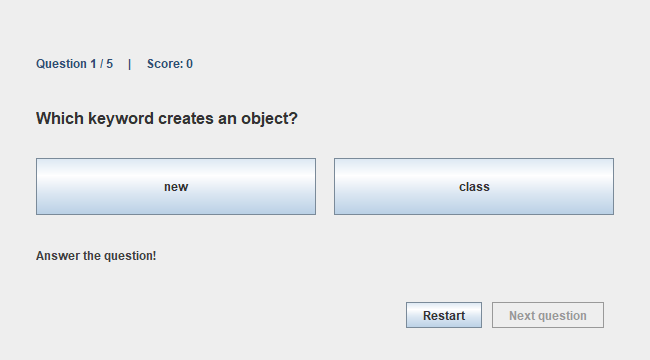 Question 1 / 5 | Score: 0
Which keyword creates an object?
new class
Answer the question!
Restart Next question